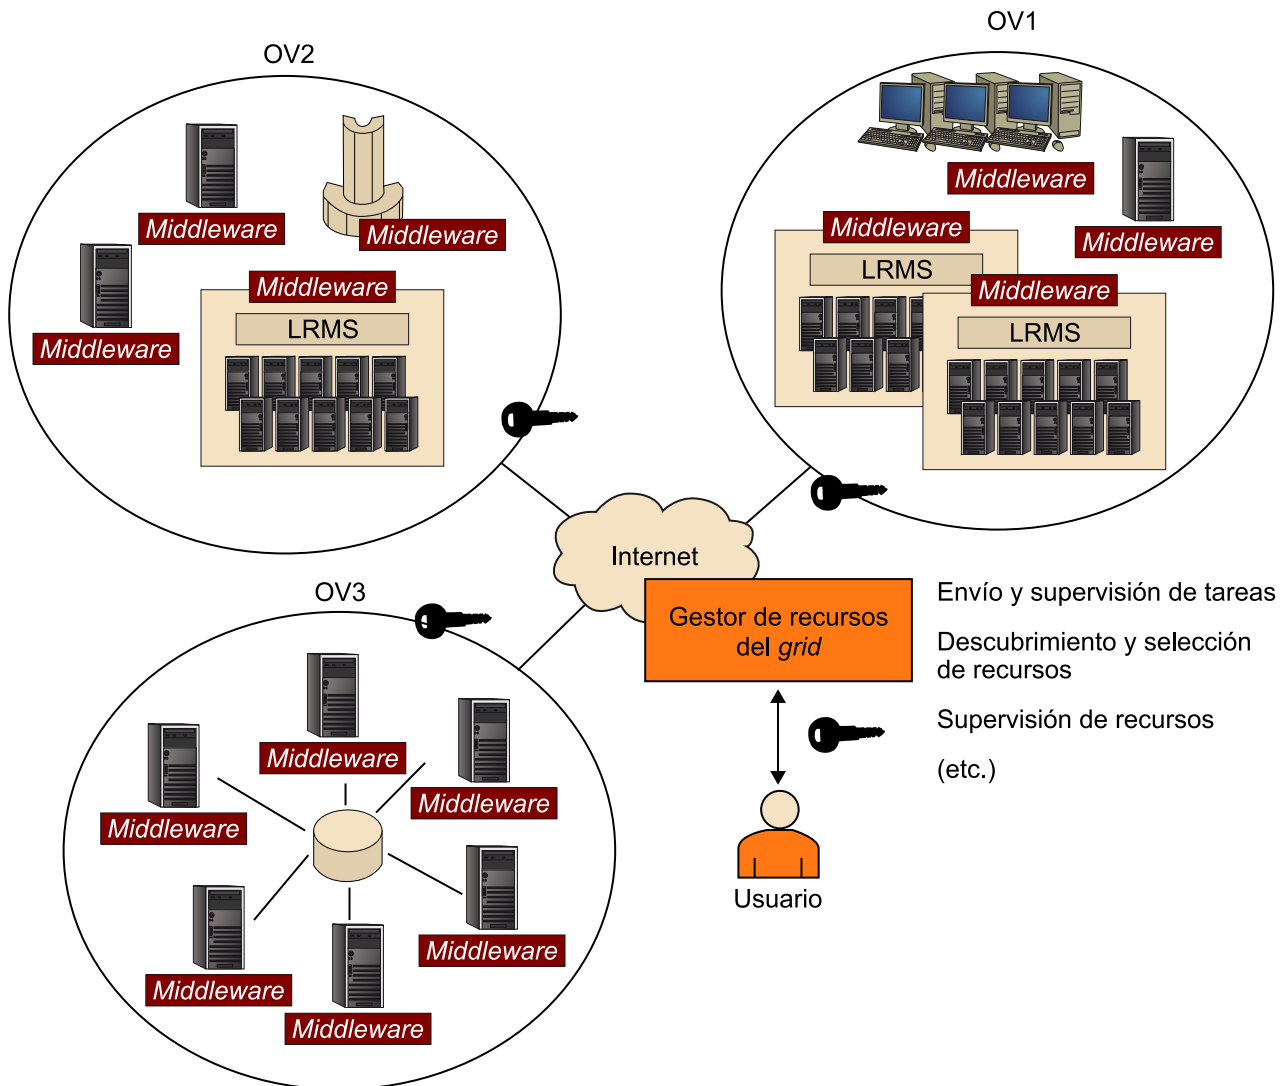 OV1
OV2
Middleware
Middleware
Middleware
Middleware
Middleware
LRMS
Middleware
Middleware
LRMS
Middleware
Middleware
LRMS
Internet
OV3
Gestor de recursos
del grid
Envío y supervisión de tareas
Descubrimiento y selección
de recursos
Supervisión de recursos
(etc.)
Middleware
Middleware
Middleware
Middleware
Middleware
Middleware
Usuario